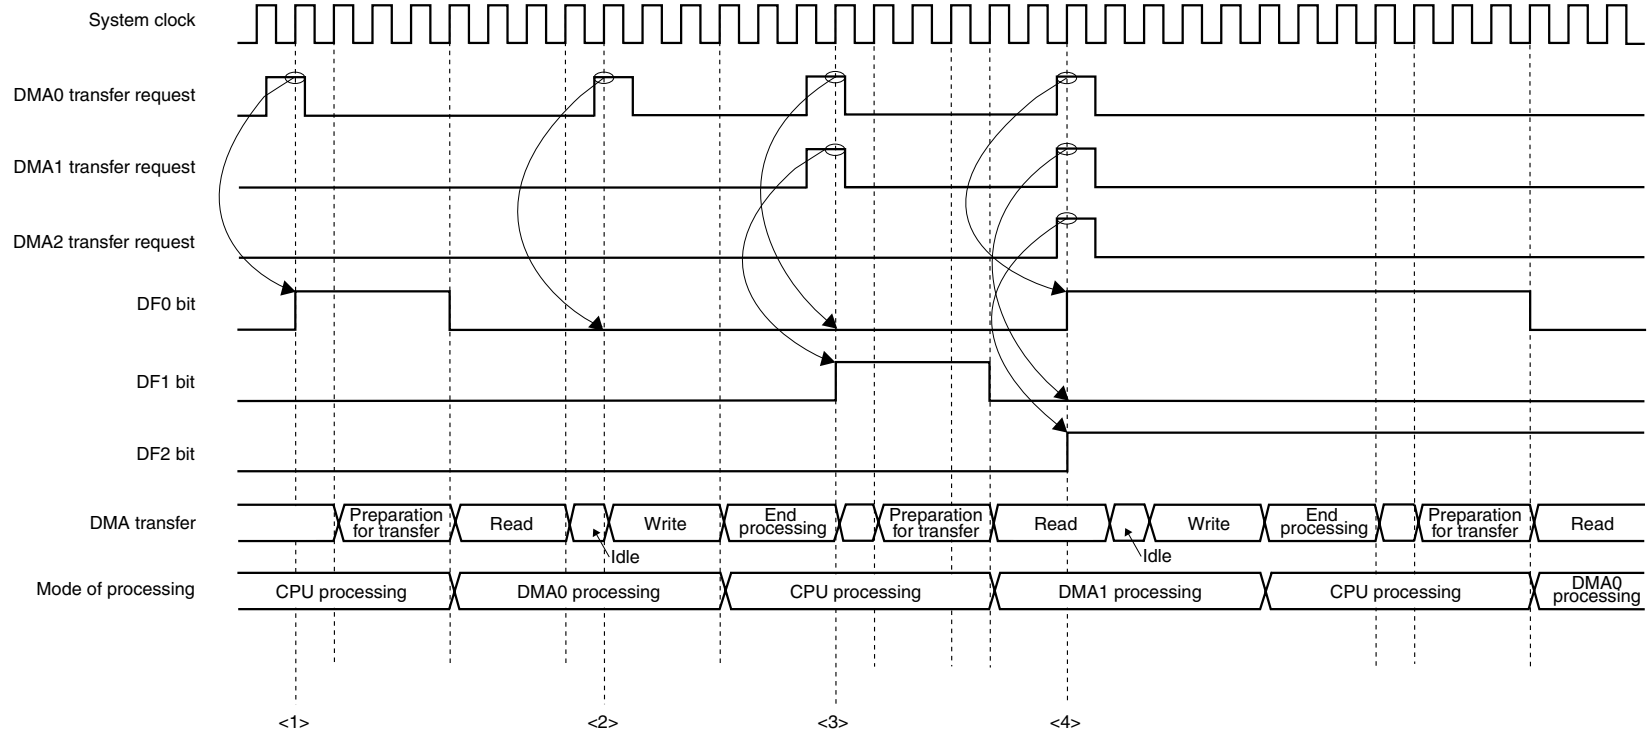 System clock
DMA0 transfer request
DMA1 transfer request
DMA2 transfer request
DF0 bit
DF1 bit
DF2 bit
DMA transfer
Preparation
for transfer
Read
Idle
Write
End
processing
Preparation
for transfer
Read
Idle
Write
End
processing
Preparation
for transfer
Read
Mode of processing
CPU processing
DMA0 processing
CPU processing
DMA1 processing
CPU processing
DMA0
processing
<1>
<2>
<3>
<4>